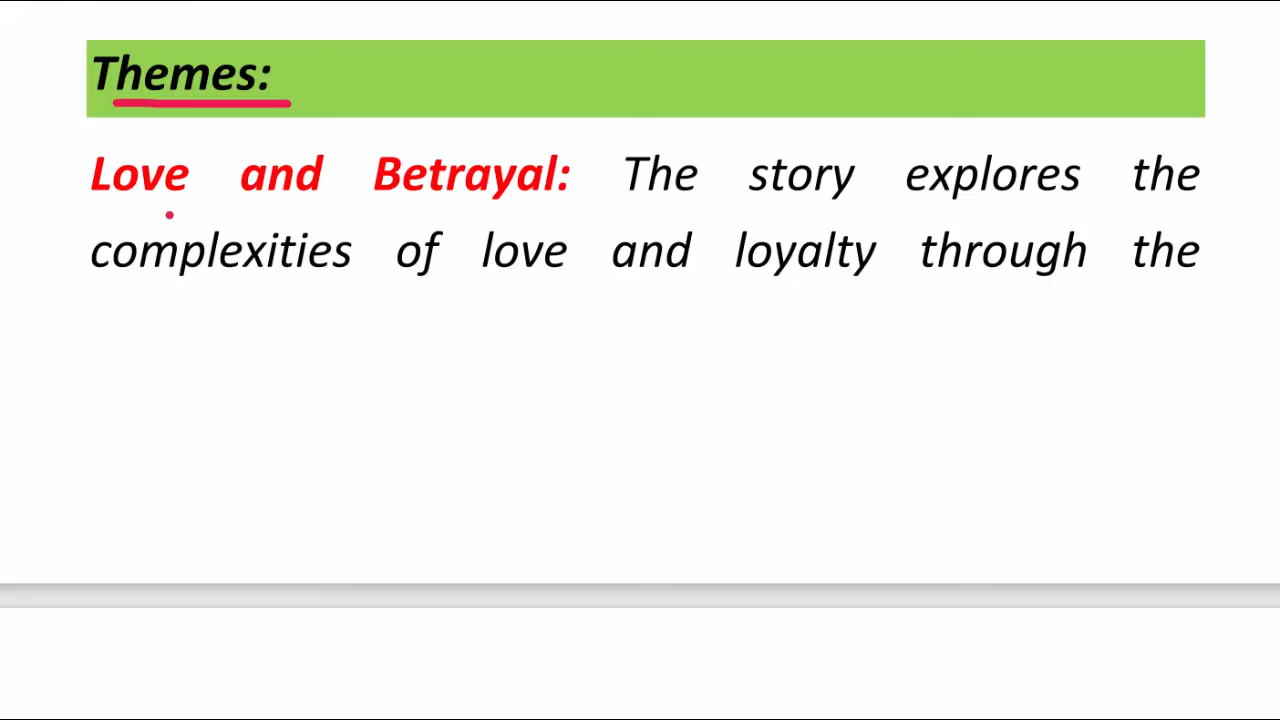 Themes:
Love and Betrayal: The story explores the
complexities of love and loyalty through the